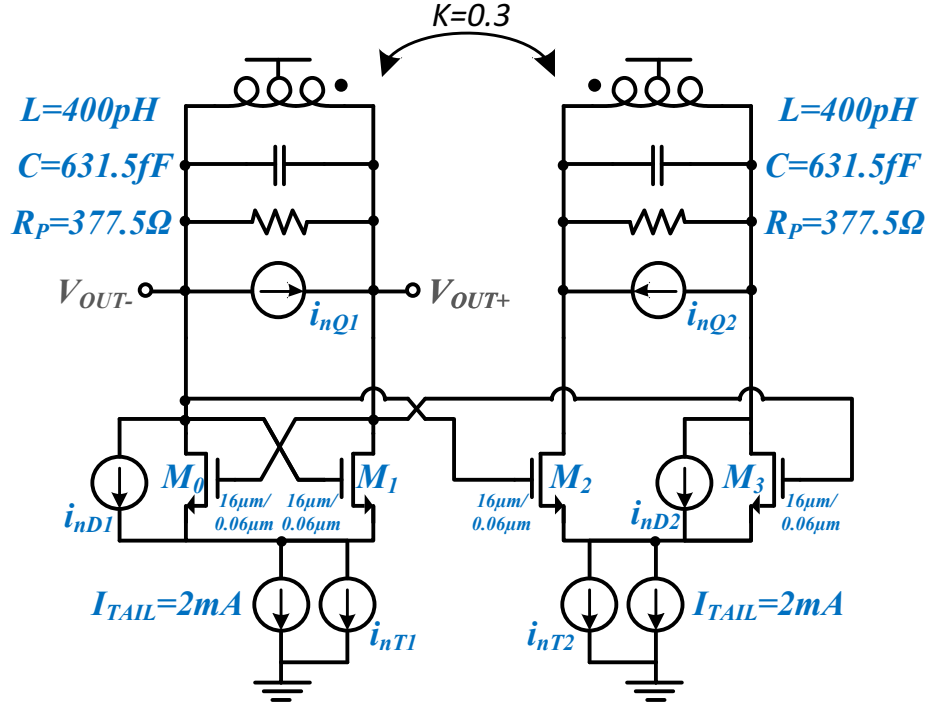 K=0.3
L=400pH
L=400pH
C=631.5fF
C=631.5fF
RP=377.5Ω
RP=377.5Ω
VOUT-
VOUT+
inQ1
inQ2
M0
M1
M2
M3
16μm/
0.06μm
16μm/
0.06μm
16μm/
0.06μm
16μm/
0.06μm
inD1
inD2
ITAIL=2mA
inT1
inT2
ITAIL=2mA